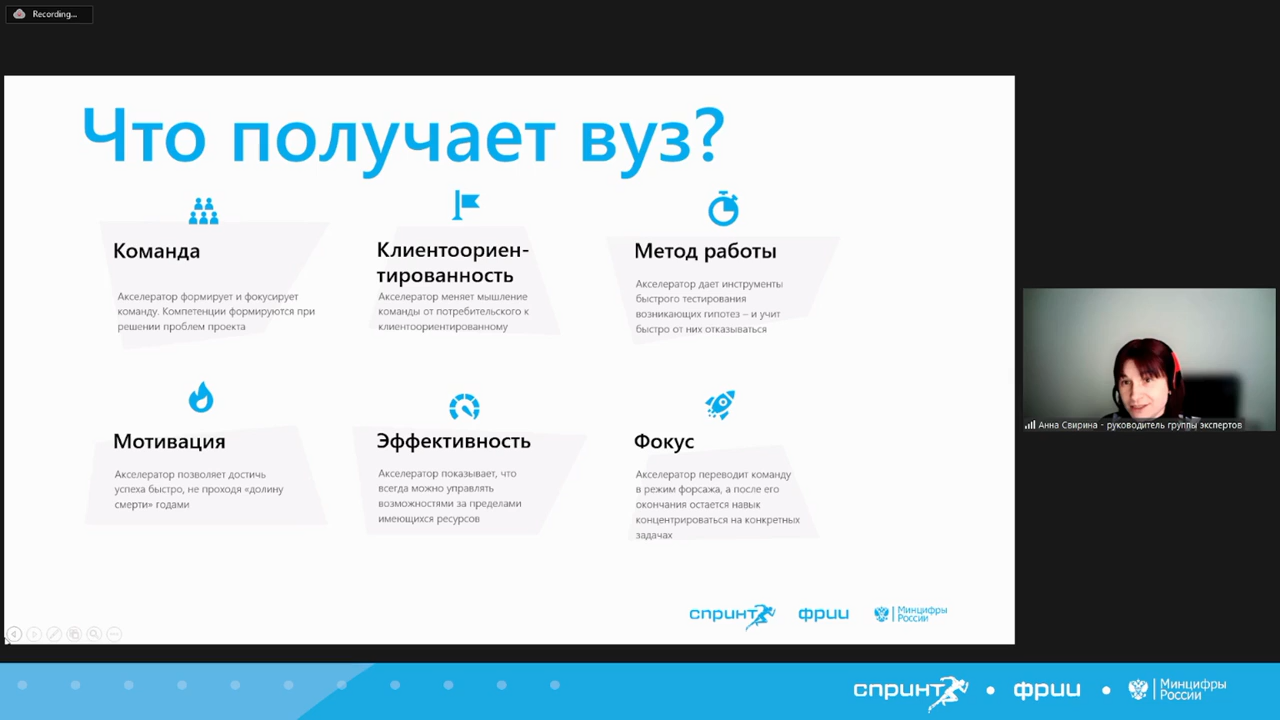 Recording...
Что получает вуз?
Команда
Акселератор формирует и фокусирует
команду. Компетенции формируются при
решении проблем проекта
Клиентоориен-
тированность
Акселератор меняет мышление
команды от потребительского к
клиентоориентированному
Метод работы
Акселератор дает инструменты
быстрого тестирования
возникающих гипотез – и учит
быстро от них отказываться
Мотивация
Акселератор позволяет достичь
успеха быстро, не проходя «долину
смерти» годами
Эффективность
Акселератор показывает, что
всегда можно управлять
возможностями за пределами
имеющихся ресурсов
Фокус
Акселератор переводит команду
в режим форсажа, а после его
окончания остается навык
концентрироваться на конкретных
задачах
спринт
фрии
Минцифры
России
Анна Свирина - руководитель группы экспертов
спринт
фрии
Минцифры
России